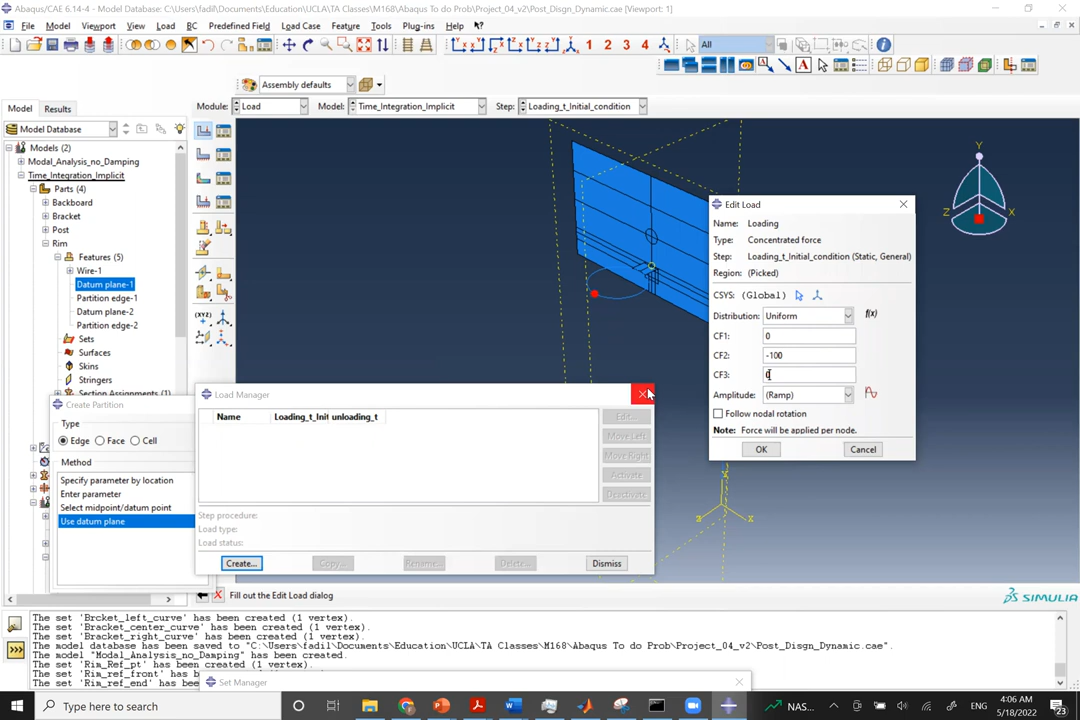 Abaqus/CAE 6.14-4 - Model Database: C:\Users\fadil\Documents\Education\UCLA\TA Classes\M168\Abaqus To do Prob\Project_04_v2\Post_Disgn_Dynamic.cae [Viewport: 1]
File Model Viewport View Load BC Predefined Field Load Case Feature Tools Plug-ins Help
1 2 3 4 All
Assembly defaults
Model Results
Module: Load Model: Time_Integration_Implicit Step: Loading_t_Initial_condition
Model Database
Models (2)
Modal_Analysis_no_Damping
Time_Integration_Implicit
Parts (4)
Backboard
Bracket
Post
Rim
Features (5)
Wire-1
Datum plane-1
Partition edge-1
Datum plane-2
Partition edge-2
Sets
Surfaces
Skins
Stringers
Section Assignments
Create Partition
Type
Edge Face Cell
Method
Specify parameter by location
Enter parameter
Select midpoint/datum point
Use datum plane
Load Manager
Name Loading_t_Init unloading_t
Edit...
Move Left
Move Right
Activate
Deactivate
Step procedure:
Load type:
Load status:
Create... Copy... Rename... Delete... Dismiss
Edit Load
Name: Loading
Type: Concentrated force
Step: Loading_t_Initial_condition (Static, General)
Region: (Picked)
CSYS: (Global)
Distribution: Uniform f(x)
CF1: 0
CF2: -100
CF3: 0
Amplitude: (Ramp)
Follow nodal rotation
Note: Force will be applied per node.
OK Cancel
Y
Z X
Y
Z X
Fill out the Edit Load dialog
SIMULIA
The set 'Brcket_left_curve' has been created (1 vertex).
The set 'Bracket_center_curve' has been created (1 vertex).
The set 'Bracket_right_curve' has been created (1 vertex).
The model database has been saved to "C:\Users\fadil\Documents\Education\UCLA\TA Classes\M168\Abaqus To do Prob\Project_04_v2\Post_Disgn_Dynamic.cae".
The model "Modal_Analysis_no_Damping" has been created.
The set 'Rim_Ref_pt' has been created (1 vertex).
The set 'Rim_ref_front' has been created (1 vertex).
The set 'Rim_ref_end' has been created (1 vertex).
Set Manager
Type here to search
NAS...
ENG
4:06 AM
5/18/2022
23